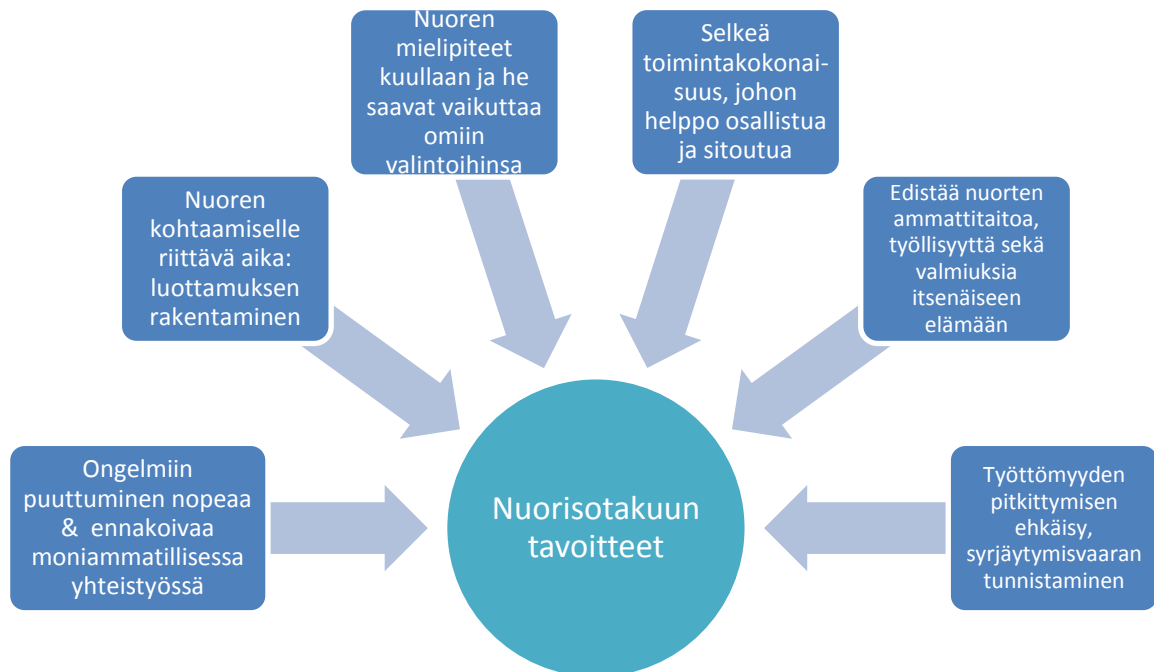 Nuoren
mielipiteet
kuullaan ja he
saavat vaikuttaa
omiin
valintoihinsa
Selkeä
toimintakokonai-
suus, johon
helppo osallistua
ja sitoutua
Nuoren
kohtaamiselle
riittävä aika:
luottamuksen
rakentaminen
Edistää nuorten
ammattitaitoa,
työllisyyttä sekä
valmiuksia
itsenäiseen
elämään
Ongelmiin
puuttuminen nopeaa
& ennakoivaa
moniammatillisessa
yhteistyössä
Nuorisotakuun
tavoitteet
Työttömyyden
pitkittymisen
ehkäisy,
syrjäytymisvaaran
tunnistaminen